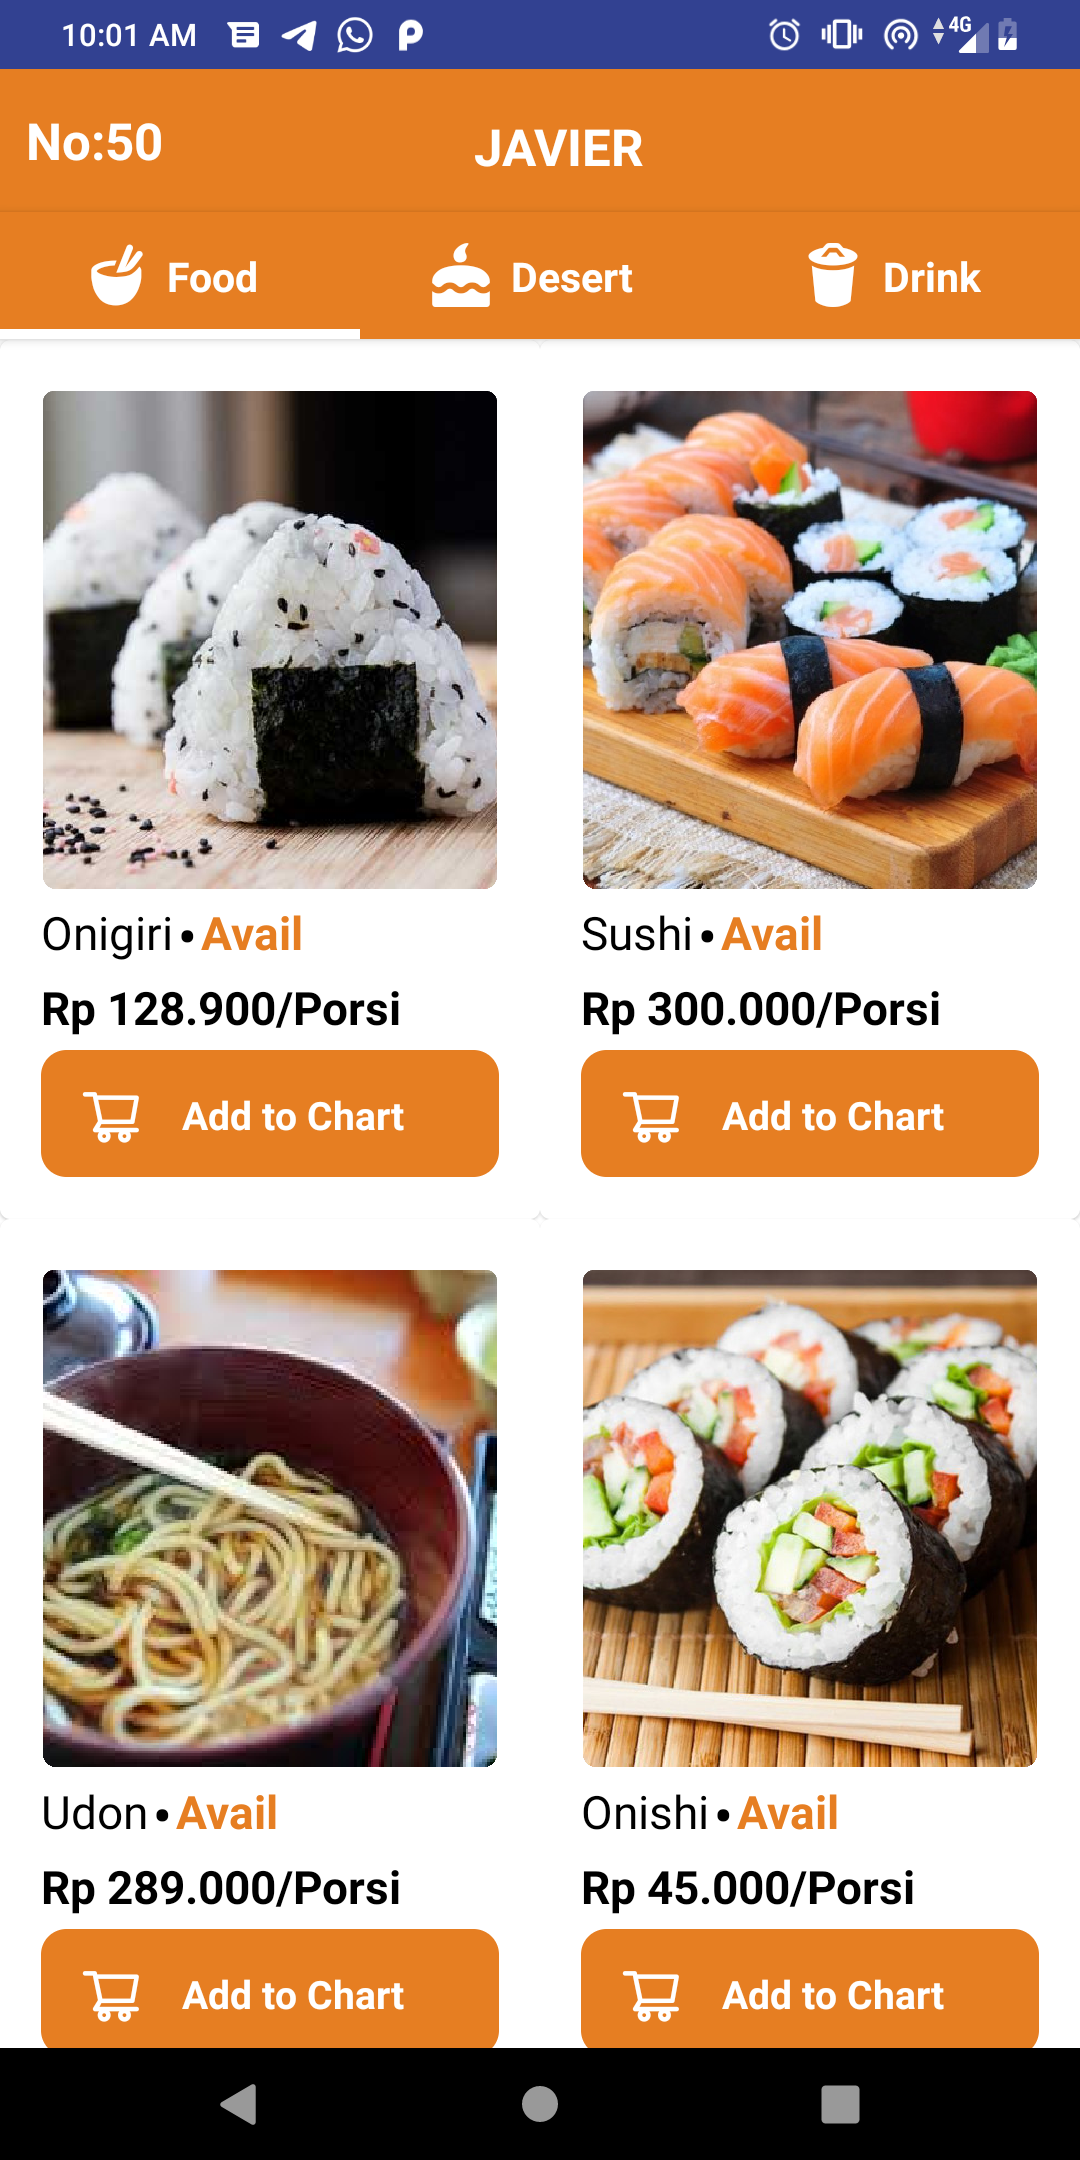 10:01 AM 4G
No:50 JAVIER
Food Desert Drink
Onigiri•Avail
Rp 128.900/Porsi
Add to Chart
Sushi•Avail
Rp 300.000/Porsi
Add to Chart
Udon•Avail
Rp 289.000/Porsi
Add to Chart
Onishi•Avail
Rp 45.000/Porsi
Add to Chart